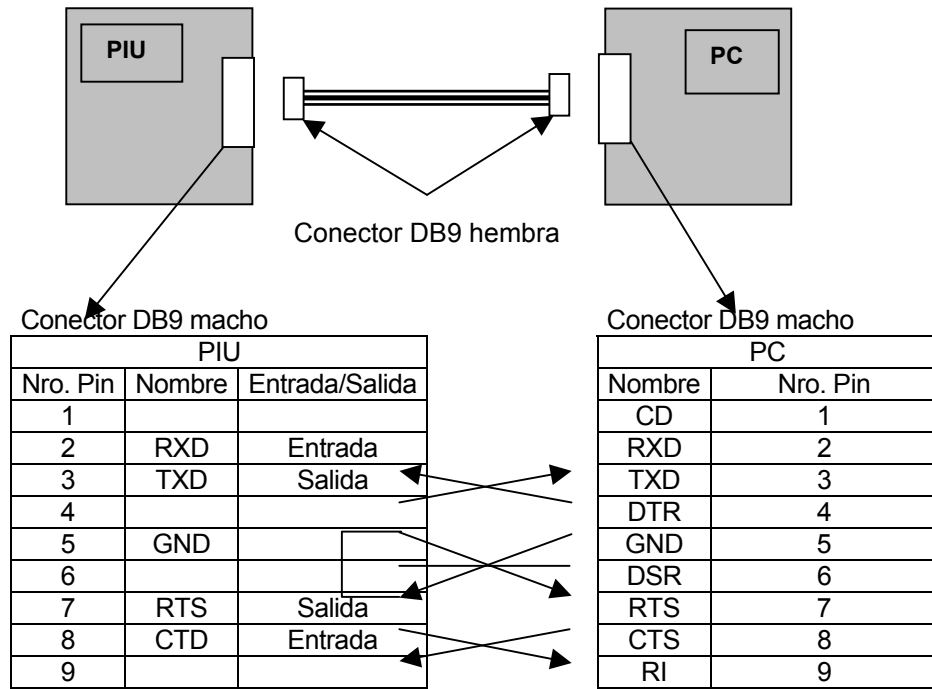 PIU
PC
Conector DB9 hembra
Conector DB9 macho
PIU
Nro. Pin Nombre Entrada/Salida
1
2 RXD Entrada
3 TXD Salida
4
5 GND
6
7 RTS Salida
8 CTD Entrada
9
Conector DB9 macho
PC
Nombre Nro. Pin
CD 1
RXD 2
TXD 3
DTR 4
GND 5
DSR 6
RTS 7
CTS 8
RI 9